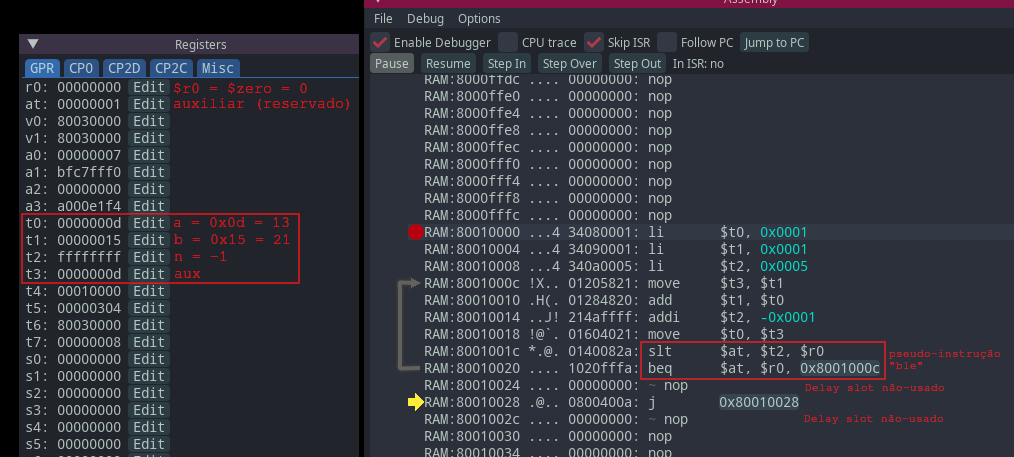 Assembly
File Debug Options
Enable Debugger CPU trace Skip ISR Follow PC Jump to PC
Pause Resume Step In Step Over Step Out In ISR: no
▼ Registers
GPR CP0 CP2D CP2C Misc
r0: 00000000 Edit $r0 = $zero = 0
at: 00000001 Edit auxiliar (reservado)
v0: 80030000 Edit
v1: 80030000 Edit
a0: 00000007 Edit
a1: bfc7fff0 Edit
a2: 00000000 Edit
a3: a000e1f4 Edit
t0: 0000000d Edit a = 0x0d = 13
t1: 00000015 Edit b = 0x15 = 21
t2: ffffffff Edit n = -1
t3: 0000000d Edit aux
t4: 00010000 Edit
t5: 00000304 Edit
t6: 80030000 Edit
t7: 00000008 Edit
s0: 00000000 Edit
s1: 00000000 Edit
s2: 00000000 Edit
s3: 00000000 Edit
s4: 00000000 Edit
s5: 00000000 Edit
RAM:8000ffdc .... 00000000: nop
RAM:8000ffe0 .... 00000000: nop
RAM:8000ffe4 .... 00000000: nop
RAM:8000ffe8 .... 00000000: nop
RAM:8000ffec .... 00000000: nop
RAM:8000fff0 .... 00000000: nop
RAM:8000fff4 .... 00000000: nop
RAM:8000fff8 .... 00000000: nop
RAM:8000fffc .... 00000000: nop
RAM:80010000 ...4 34080001: li $t0, 0x0001
RAM:80010004 ...4 34090001: li $t1, 0x0001
RAM:80010008 ...4 340a0005: li $t2, 0x0005
RAM:8001000c !X.. 01205821: move $t3, $t1
RAM:80010010 .H(. 01284820: add $t1, $t0
RAM:80010014 ..J! 214affff: addi $t2, -0x0001
RAM:80010018 !@`. 01604021: move $t0, $t3
RAM:8001001c *.@. 0140082a: slt $at, $t2, $r0
RAM:80010020 .... 1020fffa: beq $at, $r0, 0x8001000c
pseudo-instrução
"ble"
RAM:80010024 .... 00000000: ~ nop Delay slot não-usado
RAM:80010028 .@.. 0800400a: j 0x80010028
RAM:8001002c .... 00000000: ~ nop Delay slot não-usado
RAM:80010030 .... 00000000: nop
RAM:80010034 .... 00000000: nop